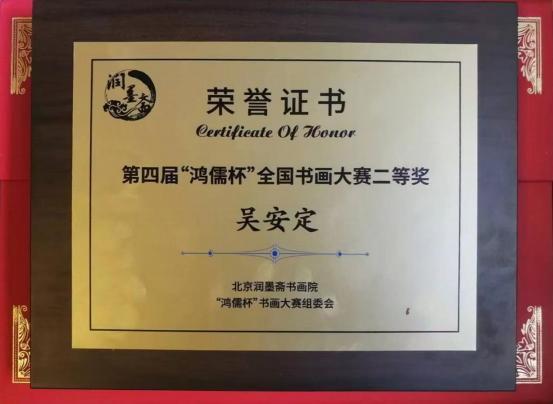 润墨斋
荣誉证书
Certificate Of Honor
第四届“鸿儒杯”全国书画大赛二等奖
吴安定
北京润墨斋书画院
“鸿儒杯”书画大赛组委会